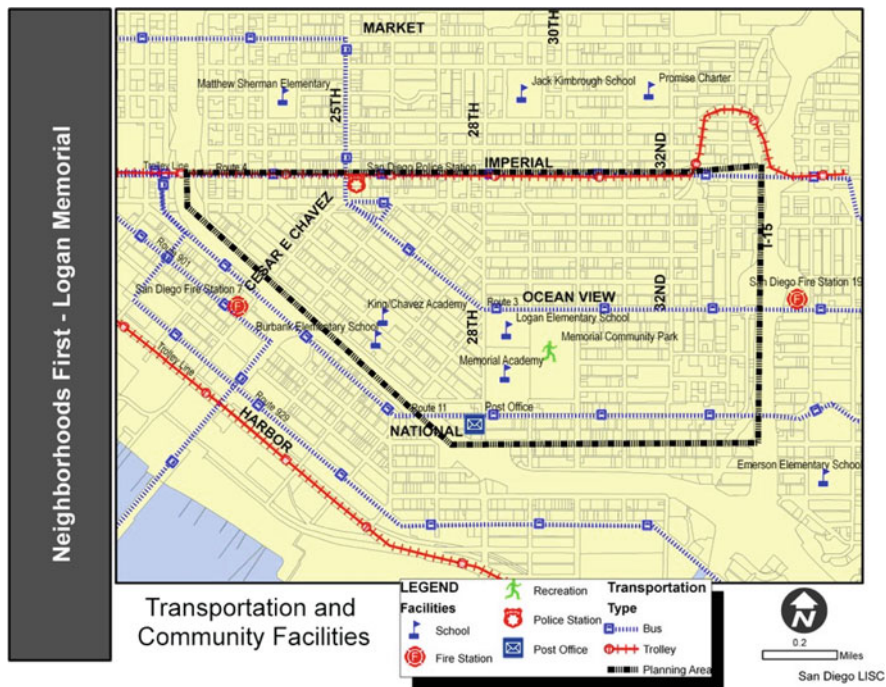 Neighborhoods First - Logan Memorial
MARKET
30TH
Matthew Sherman Elementary
Jack Kimbrough School
Promise Charter
25TH
28TH
32ND
Trolley Line
Route 4
San Diego Police Station
IMPERIAL
CESAR E CHAVEZ
I-15
Route 901
San Diego Fire Station 7
King/Chavez Academy
Route 3
OCEAN VIEW
32ND
San Diego Fire Station 19
Burbank Elementary School
28TH
Logan Elementary School
Memorial Community Park
Trolley Line
Memorial Academy
Route 929
Route 11
Post Office
HARBOR
NATIONAL
Emerson Elementary School
Transportation and
Community Facilities
LEGEND
Facilities
School
Fire Station
Recreation
Police Station
Post Office
Transportation
Type
Bus
Trolley
Planning Area
N
0.2
Miles
San Diego LISC